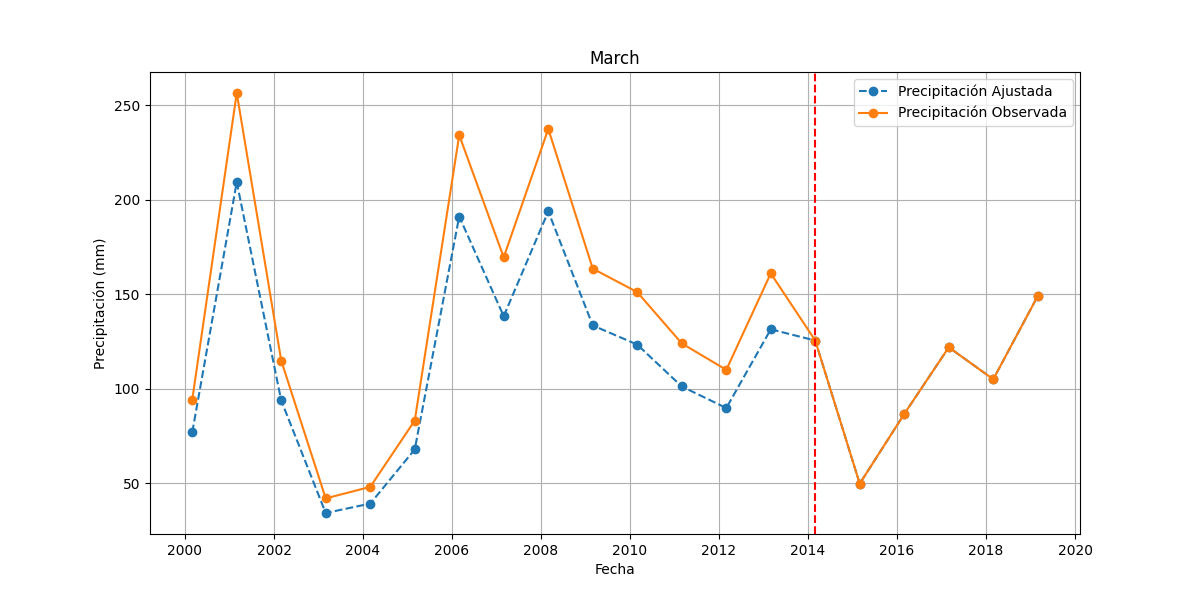 March
Precipitación Ajustada
Precipitación Observada
Precipitación (mm)
250
200
150
100
50
2000 2002 2004 2006 2008 2010 2012 2014 2016 2018 2020
Fecha